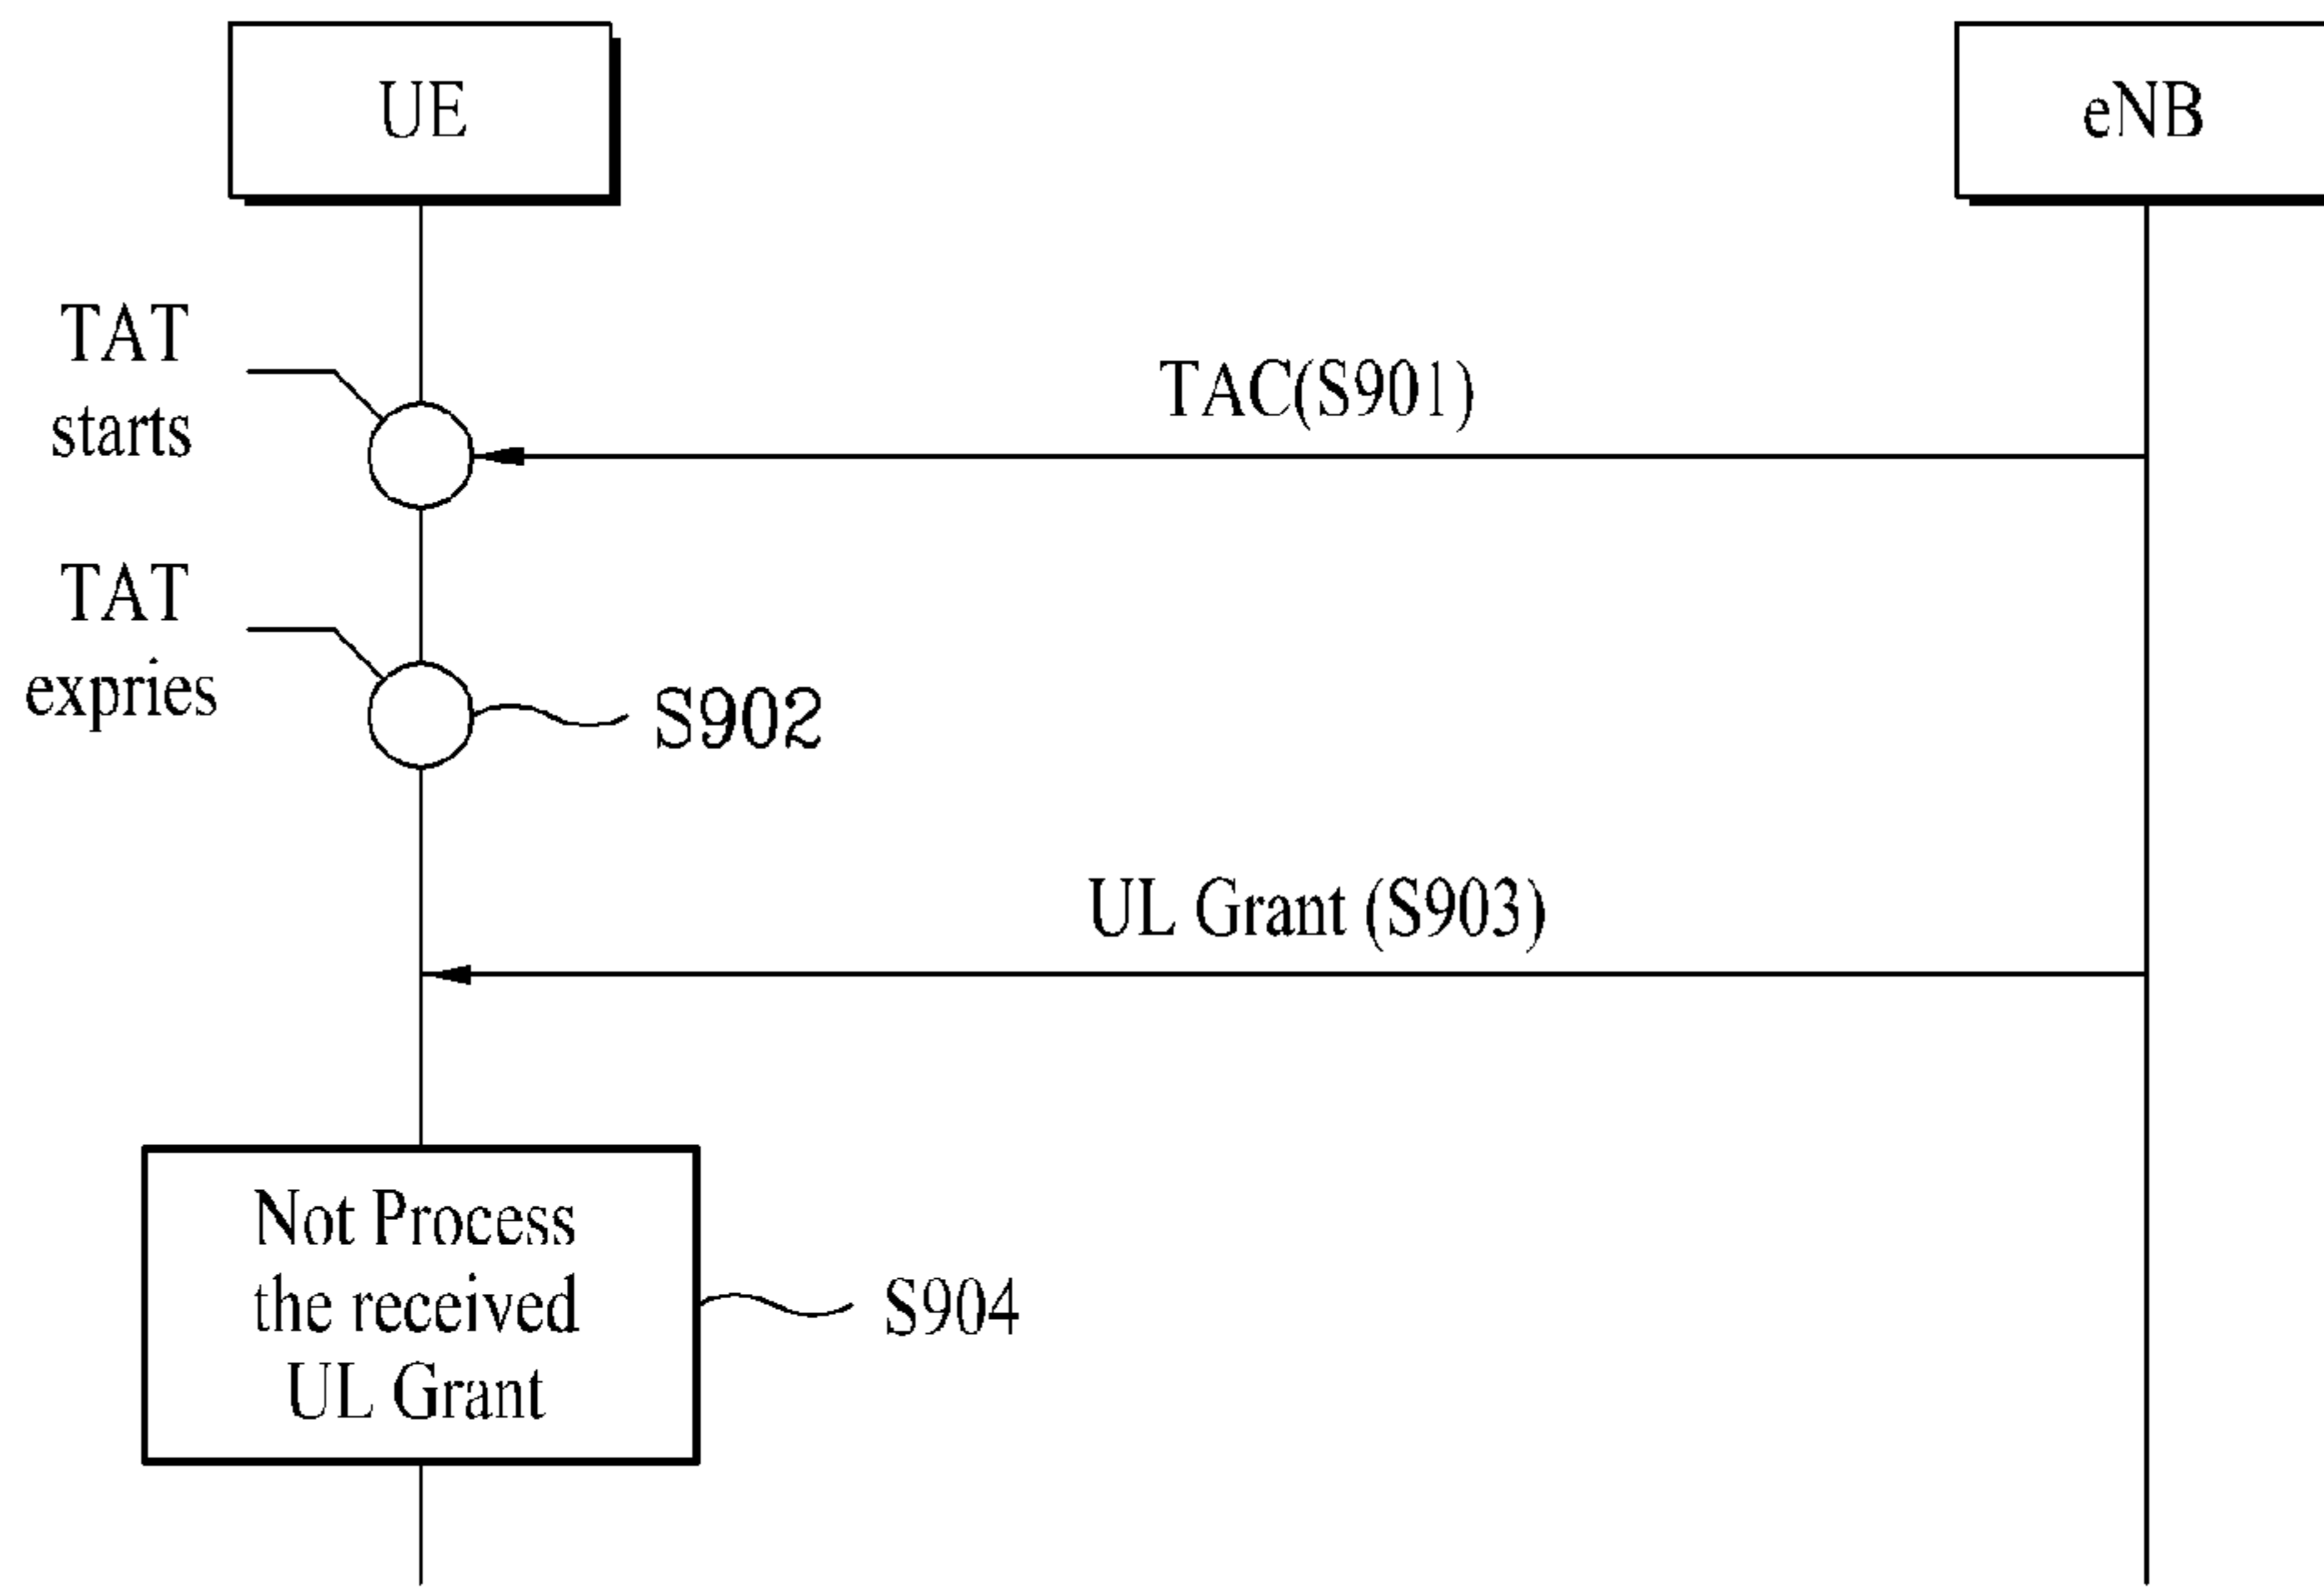 UE
eNB
TAT
starts
TAC(S901)
TAT
expries
S902
UL Grant (S903)
Not Process
the received
UL Grant
S904